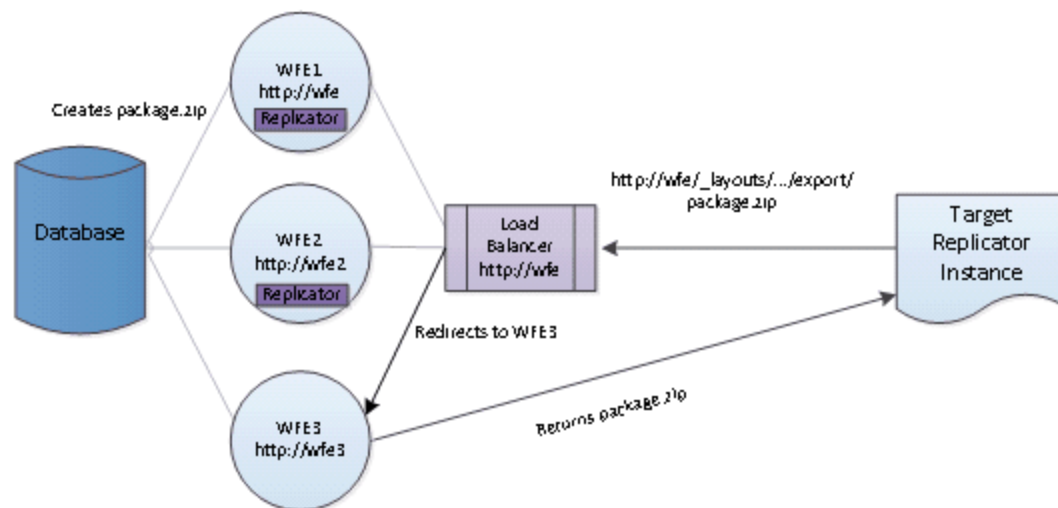 WFE1
http://wfe
Replicator
Creates package.zip
Database
WFE2
http://wfe2
Replicator
Load
Balancer
http://wfe
http://wfe/_layouts/.../export/
package.zip
Target
Replicator
Instance
Redirects to WFE3
WFE3
http://wfe3
Returns package.zip